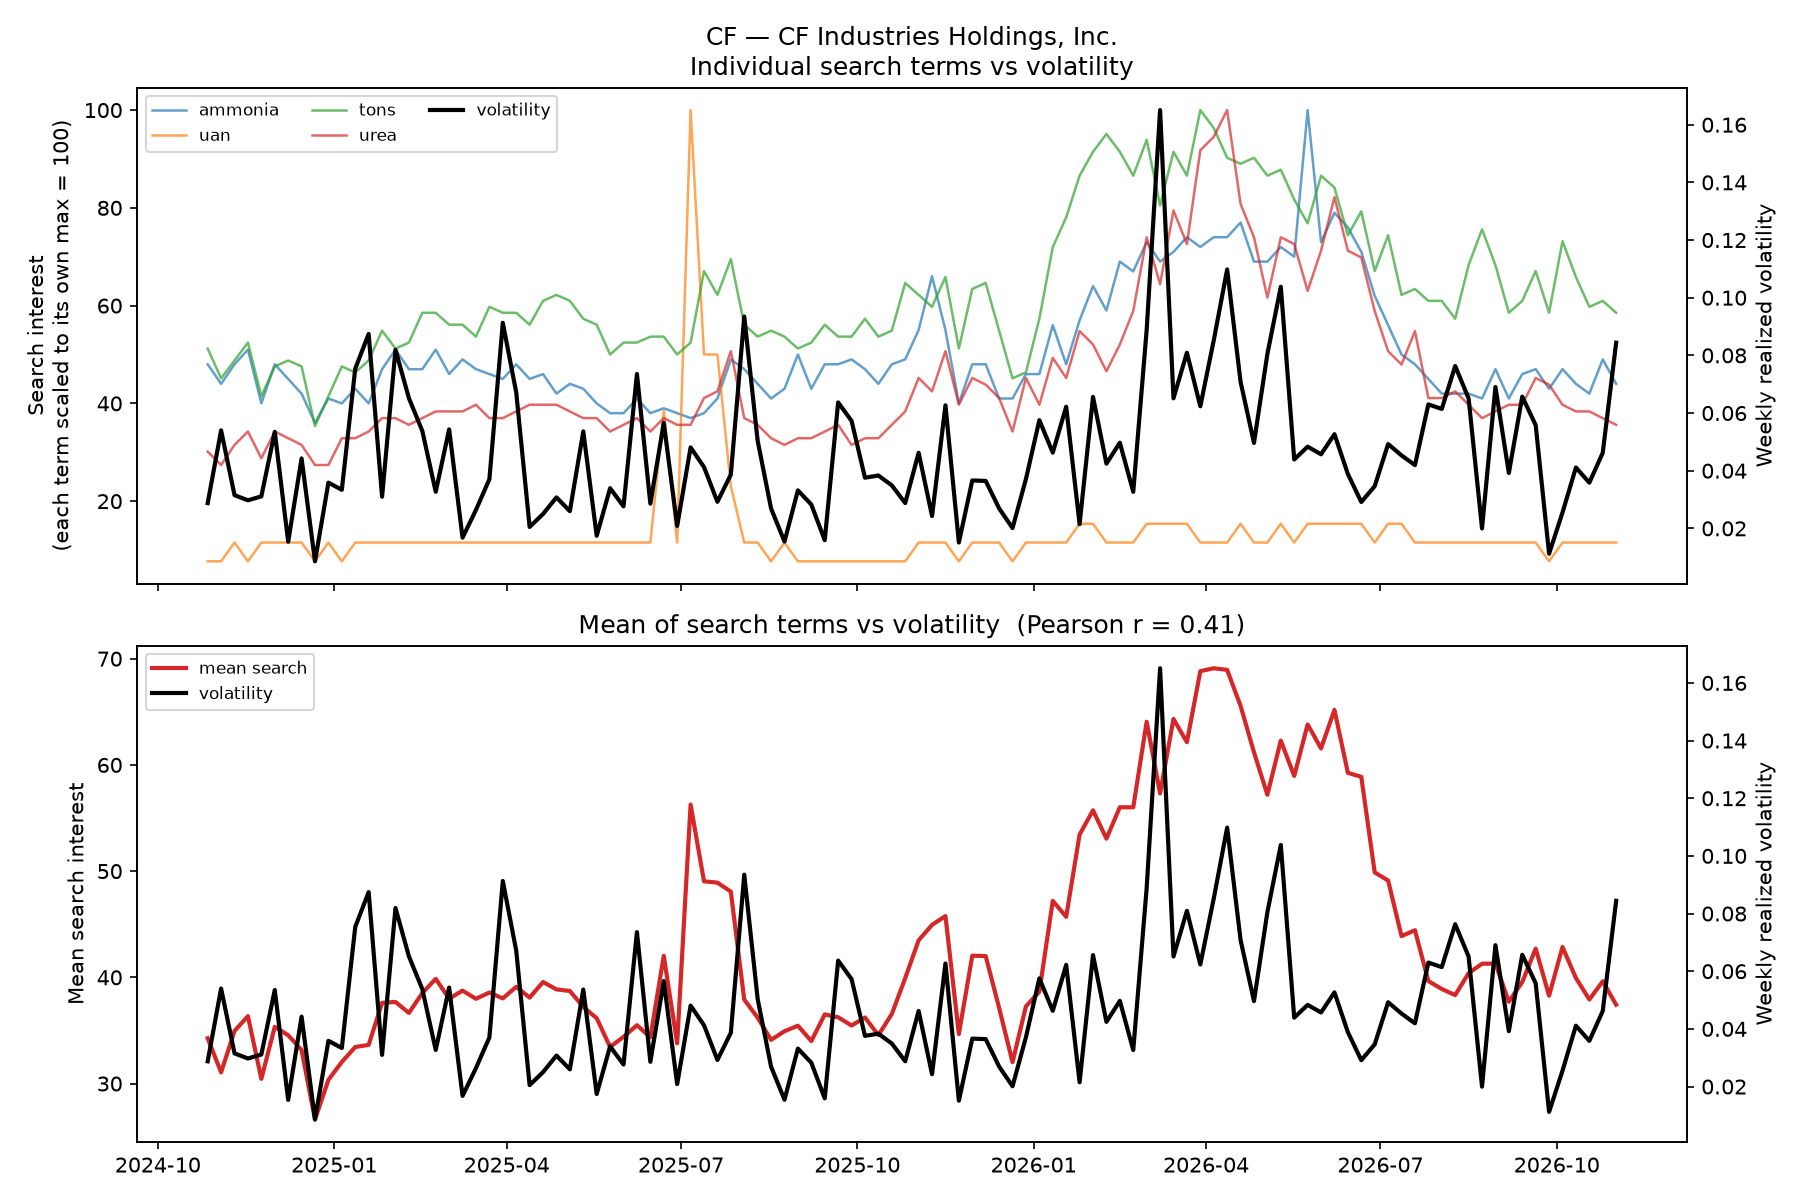 CF — CF Industries Holdings, Inc.
Individual search terms vs volatility
ammonia
uan
tons
urea
volatility
Search interest
(each term scaled to its own max = 100)
100
80
60
40
20
Weekly realized volatility
0.16
0.14
0.12
0.10
0.08
0.06
0.04
0.02
Mean of search terms vs volatility  (Pearson r = 0.41)
mean search
volatility
Mean search interest
70
60
50
40
30
Weekly realized volatility
0.16
0.14
0.12
0.10
0.08
0.06
0.04
0.02
2024-10
2025-01
2025-04
2025-07
2025-10
2026-01
2026-04
2026-07
2026-10